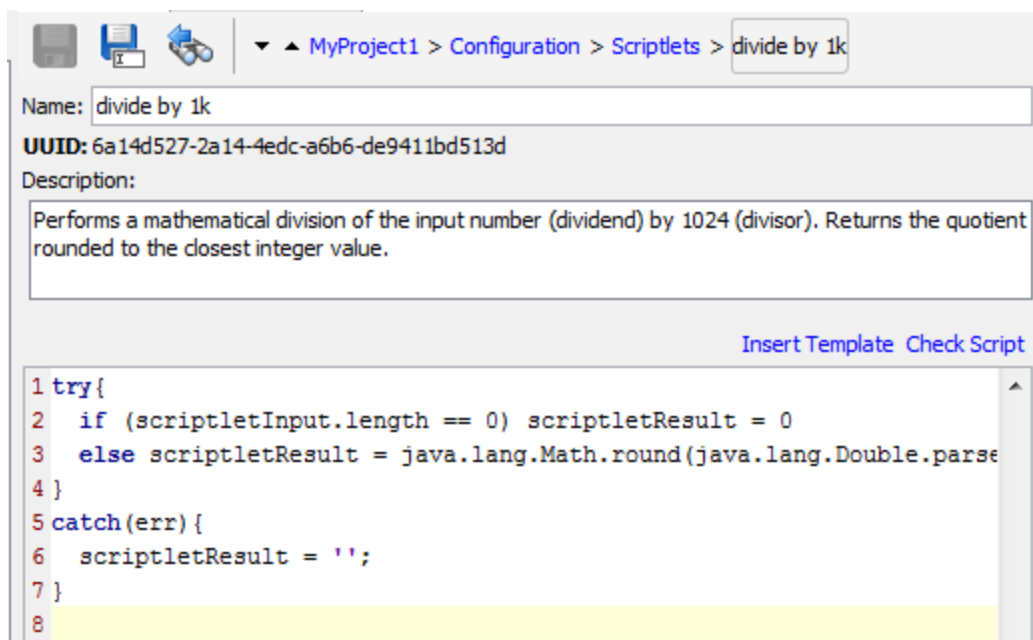 MyProject1 > Configuration > Scriptlets > divide by 1k
Name: divide by 1k
UUID: 6a14d527-2a14-4edc-a6b6-de9411bd513d
Description:
Performs a mathematical division of the input number (dividend) by 1024 (divisor). Returns the quotient
rounded to the closest integer value.
Insert Template Check Script
1 try{
2 if (scriptletInput.length == 0) scriptletResult = 0
3 else scriptletResult = java.lang.Math.round(java.lang.Double.parse
4 }
5 catch(err){
6 scriptletResult = '';
7 }
8